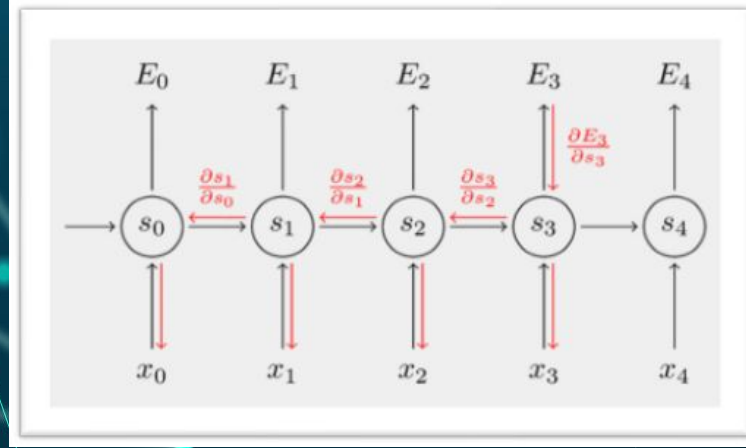 E₀ E₁ E₂ E₃ E₄
∂s₁/∂s₀ ∂s₂/∂s₁ ∂s₃/∂s₂ ∂E₃/∂s₃
s₀ s₁ s₂ s₃ s₄
x₀ x₁ x₂ x₃ x₄